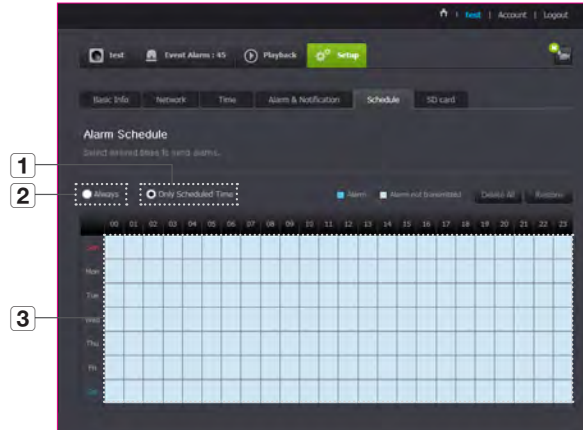 test | Account | Logout
test Event Alarm : 45 Playback Setup
Basic Info Network Time Alarm & Notification Schedule SD card
Alarm Schedule
Select desired times to send alarms.
1
2
Always Only Scheduled Time Alarm Alarm not transmitted Delete All Restore
00 01 02 03 04 05 06 07 08 09 10 11 12 13 14 15 16 17 18 19 20 21 22 23
Sun
Mon
Tue
3
Wed
Thu
Fri
Sat